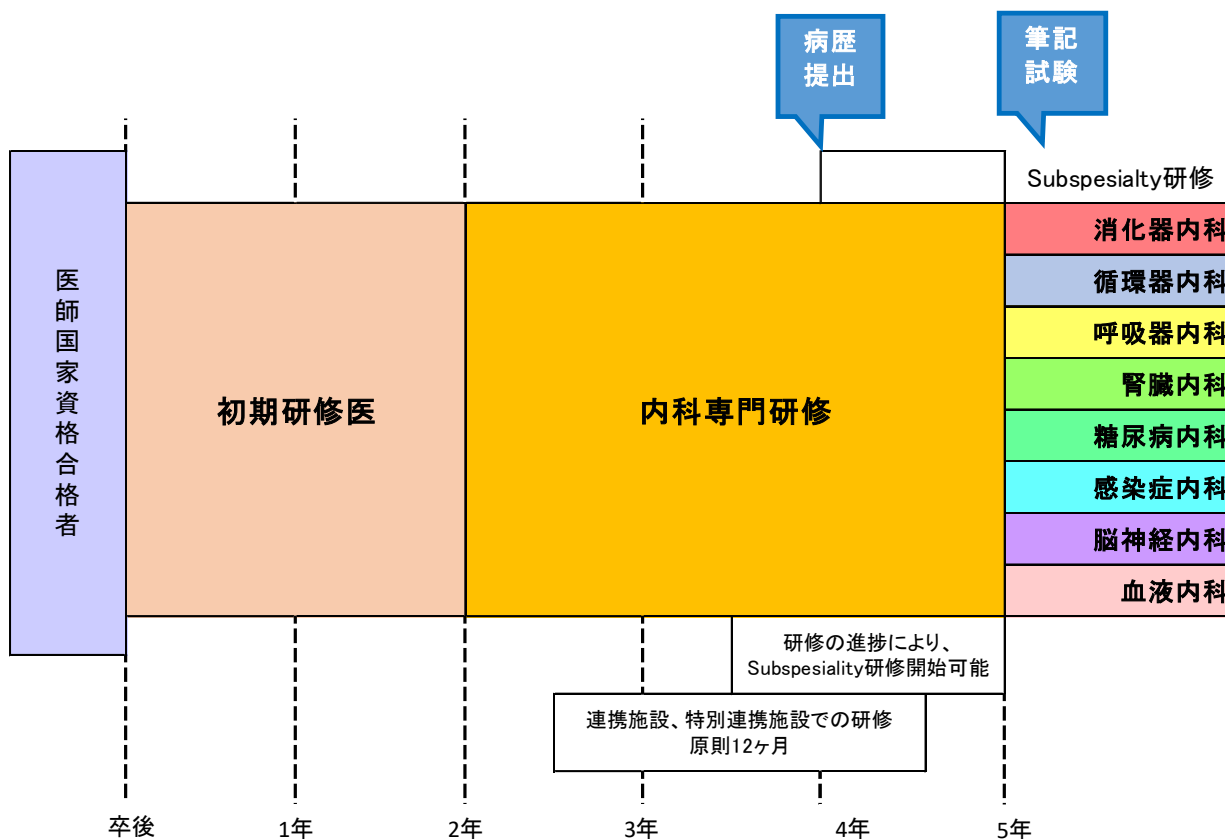 病歴
提出
筆記
試験
Subspesialty研修
医師国家資格合格者
初期研修医
内科専門研修
消化器内科
循環器内科
呼吸器内科
腎臓内科
糖尿病内科
感染症内科
脳神経内科
血液内科
研修の進捗により、
Subspesiality研修開始可能
連携施設、特別連携施設での研修
原則12ヶ月
卒後
1年
2年
3年
4年
5年